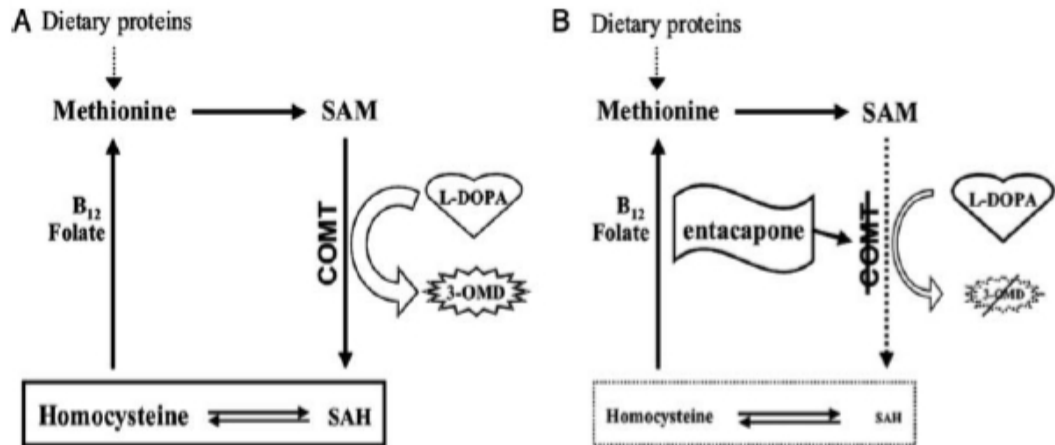 A Dietary proteins
Methionine SAM
B12
Folate
COMT
L-DOPA
3-OMD
Homocysteine SAH
B Dietary proteins
Methionine SAM
B12
Folate
entacapone
COMT
L-DOPA
3-OMD
Homocysteine SAH